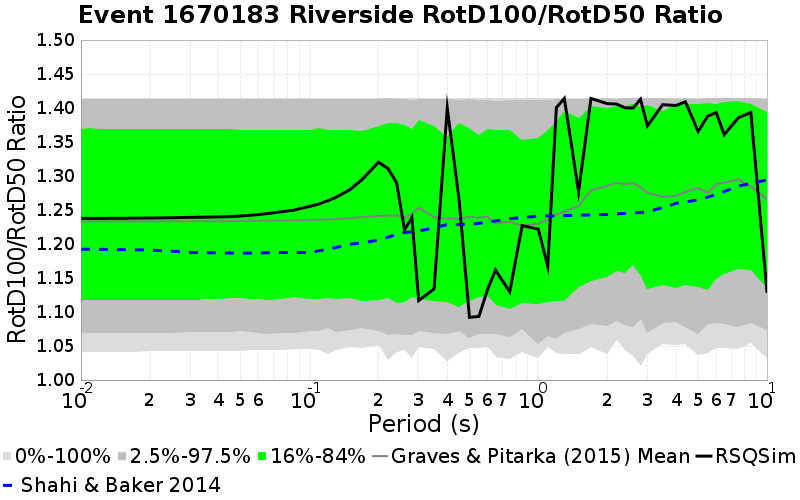 Event 1670183 Riverside RotD100/RotD50 Ratio
RotD100/RotD50 Ratio
1.50
1.45
1.40
1.35
1.30
1.25
1.20
1.15
1.10
1.05
1.00
10^-2 2 3 4 5 6 10^-1 2 3 4 5 6 7 10^0 2 3 4 5 6 7 10^1
Period (s)
0%-100% 2.5%-97.5% 16%-84% Graves & Pitarka (2015) Mean RSQSim
Shahi & Baker 2014